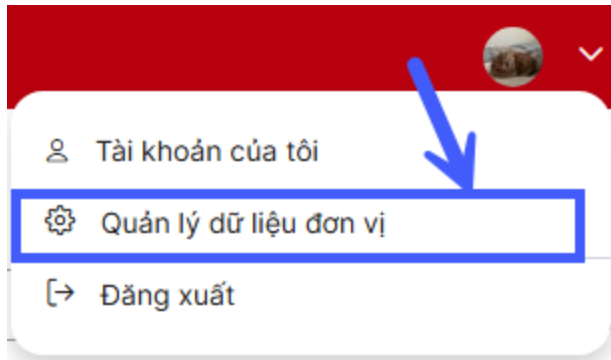 Tài khoản của tôi
Quản lý dữ liệu đơn vị
Đăng xuất